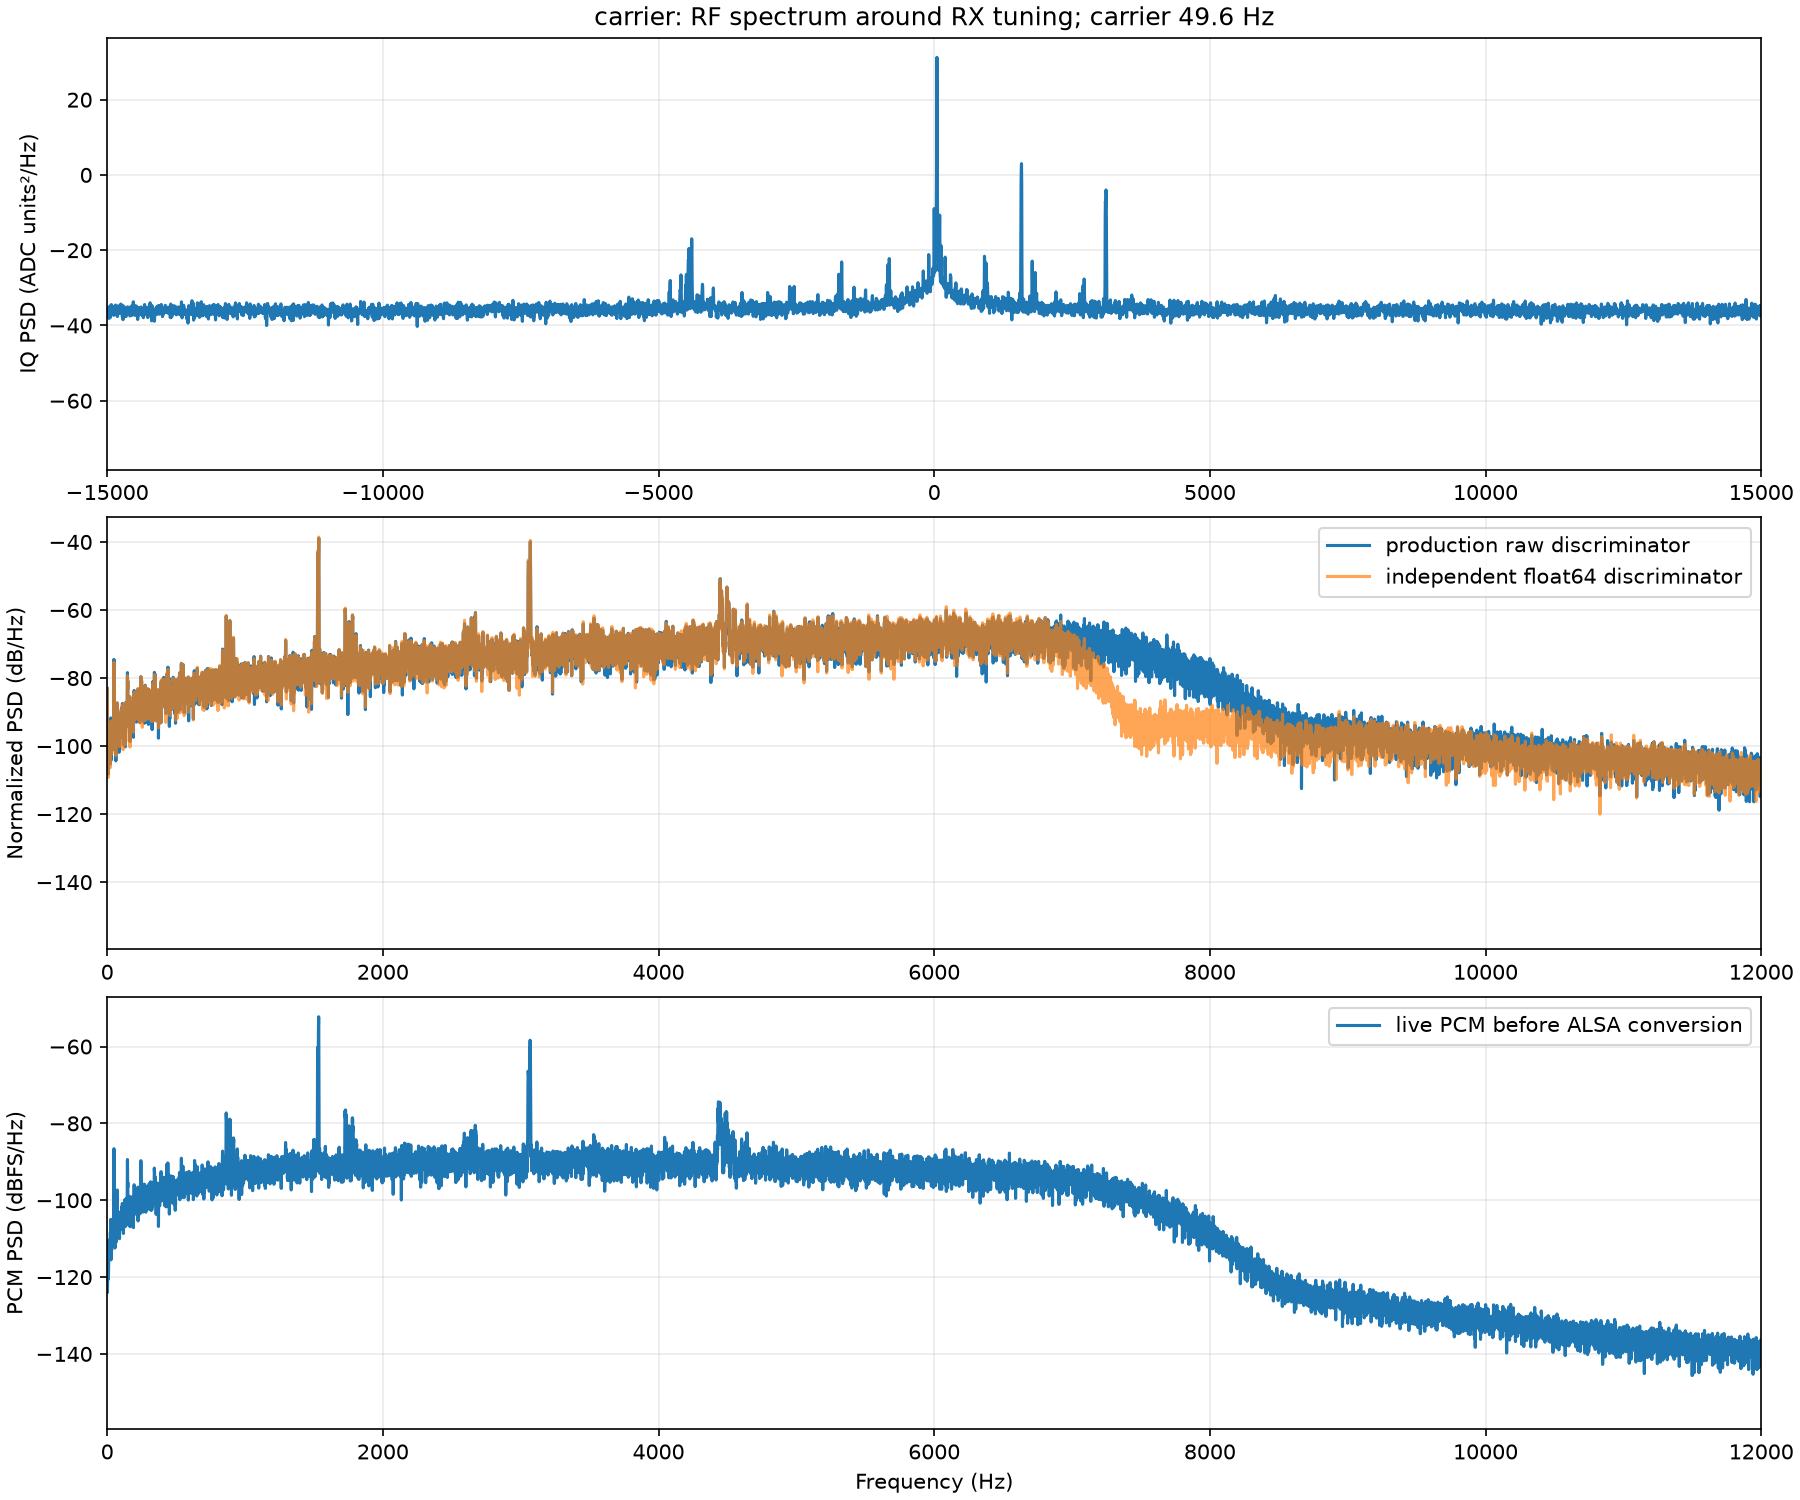 carrier: RF spectrum around RX tuning; carrier 49.6 Hz
IQ PSD (ADC units²/Hz)
20
0
−20
−40
−60
−15000 −10000 −5000 0 5000 10000 15000
Normalized PSD (dB/Hz)
production raw discriminator
independent float64 discriminator
−40
−60
−80
−100
−120
−140
0 2000 4000 6000 8000 10000 12000
PCM PSD (dBFS/Hz)
live PCM before ALSA conversion
−60
−80
−100
−120
−140
0 2000 4000 6000 8000 10000 12000
Frequency (Hz)